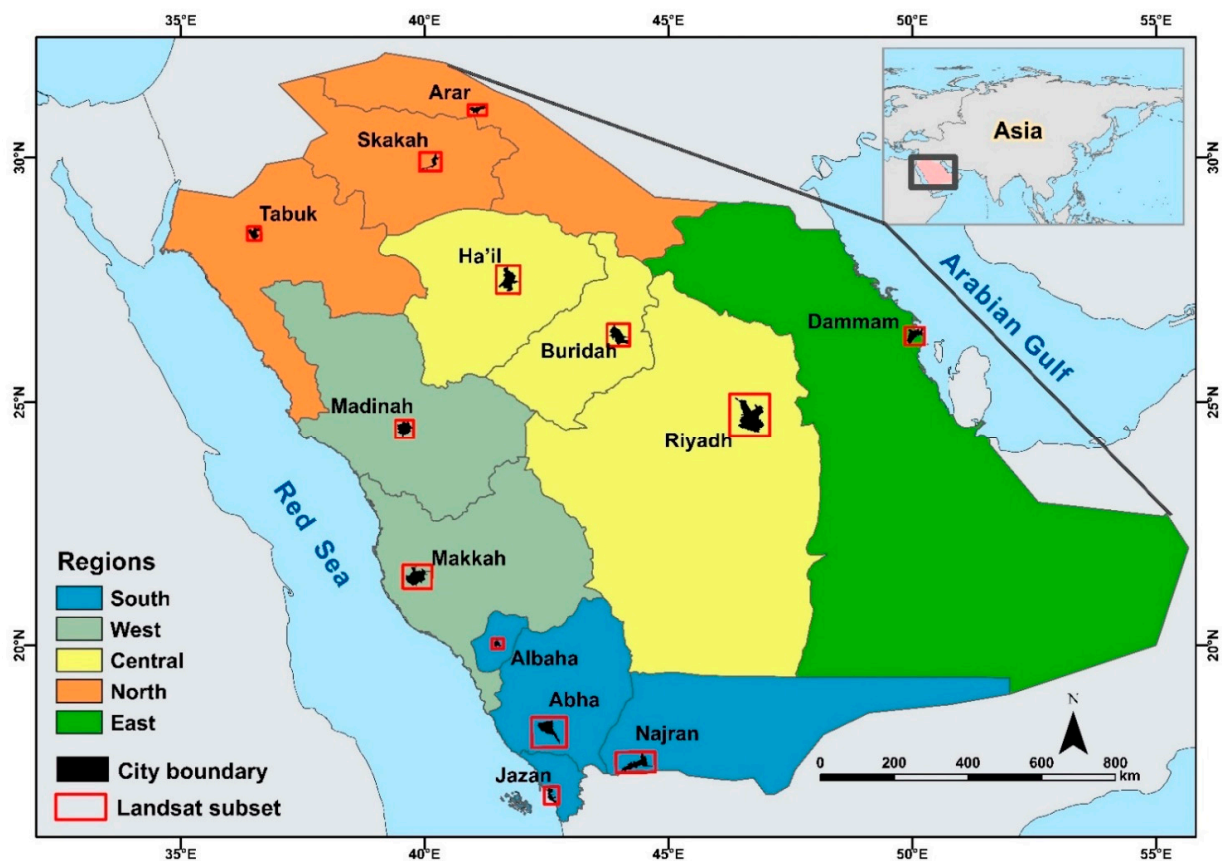 35°E 40°E 45°E 50°E 55°E
Arar
Skakah
Asia
30°N 30°N
Tabuk
Ha'il
Arabian Gulf
Dammam
Buridah
25°N 25°N
Madinah
Riyadh
Red Sea
Makkah
Regions
South
West
20°N 20°N
Albaha
Central
Abha
North
Najran
N
East
City boundary
Jazan
0 200 400 600 800
km
Landsat subset
35°E 40°E 45°E 50°E 55°E